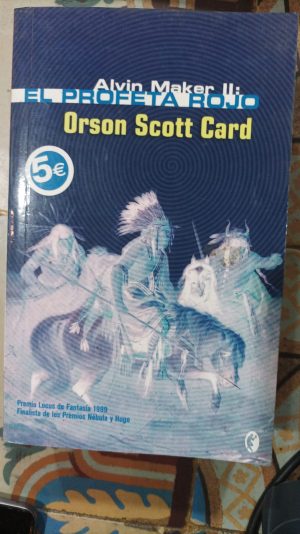 Alvin Maker II:
EL PROFETA ROJO
Orson Scott Card
5€
Premio Locus de Fantasía 1989
Finalista de los Premios Nébula y Hugo